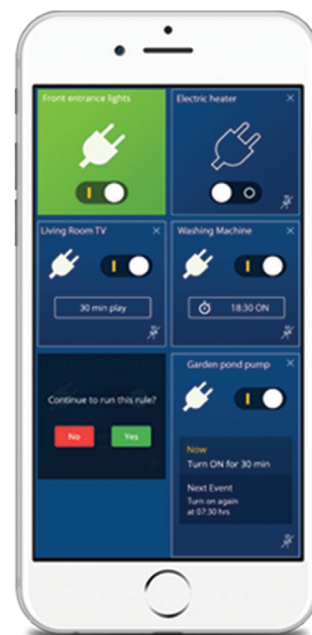 Front entrance lights
Electric heater
Living Room TV
30 min play
Washing Machine
18:30 ON
Continue to run this rule?
No
Yes
Garden pond pump
Now
Turn ON for 30 min
Next Event
Turn on again
at 07:30 hrs